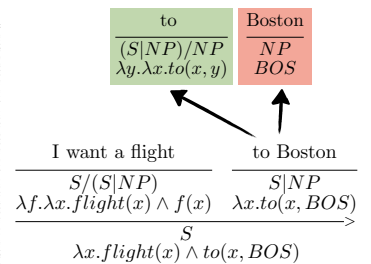 to Boston
(S|NP)/NP NP
λy.λx.to(x, y) BOS
I want a flight to Boston
S/(S|NP) S|NP
λf.λx.flight(x) ∧ f(x) λx.to(x, BOS)
>
S
λx.flight(x) ∧ to(x, BOS)